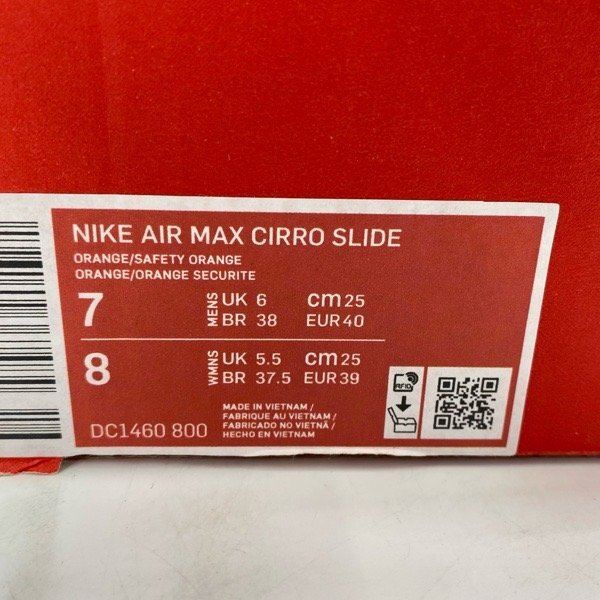 NIKE AIR MAX CIRRO SLIDE
ORANGE/SAFETY ORANGE
ORANGE/ORANGE SECURITE
7 MENS UK 6 cm 25
BR 38 EUR 40
8 WMNS UK 5.5 cm 25
BR 37.5 EUR 39
RFID
MADE IN VIETNAM /
FABRIQUE AU VIETNAM /
FABRICADO NO VIETNÃ /
HECHO EN VIETNAM
DC1460 800